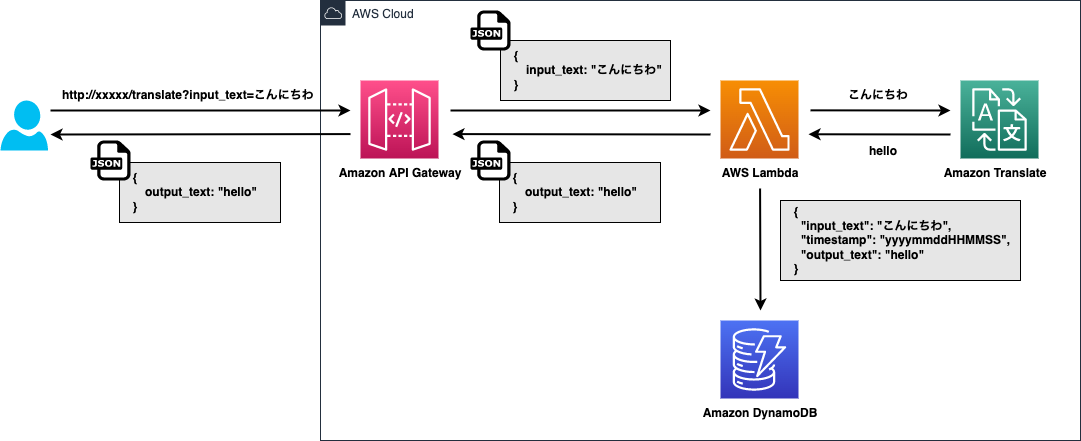 AWS Cloud
JSON
{
input_text: "こんにちわ"
}
http://xxxxx/translate?input_text=こんにちわ
こんにちわ
hello
JSON
{
output_text: "hello"
}
Amazon API Gateway
JSON
{
output_text: "hello"
}
AWS Lambda
A
文
Amazon Translate
{
"input_text": "こんにちわ",
"timestamp": "yyyymmddHHMMSS",
"output_text": "hello"
}
Amazon DynamoDB